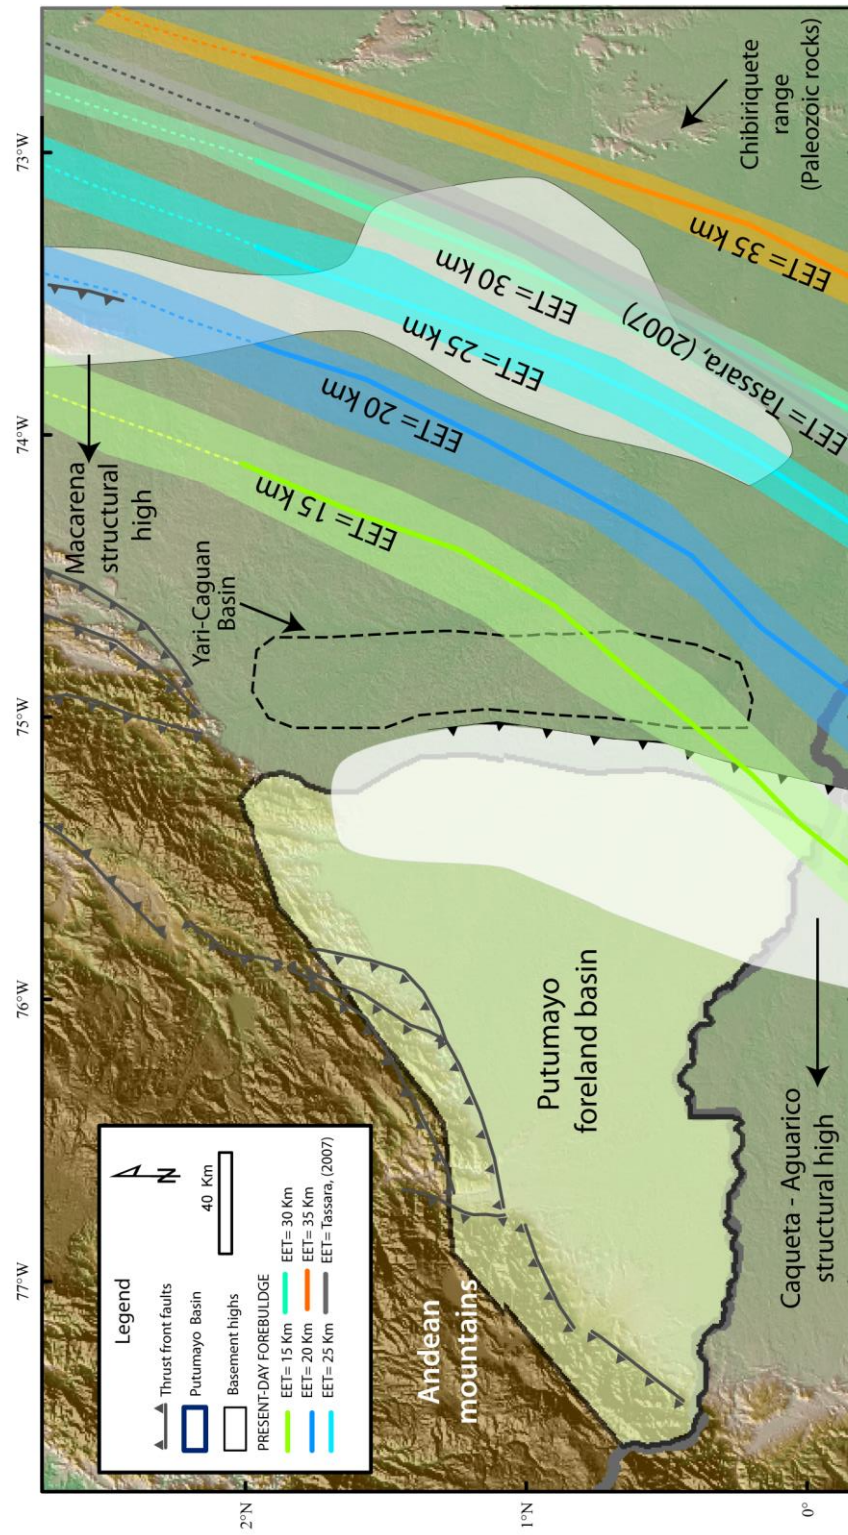 77°W
76°W
75°W
74°W
73°W
2°N
1°N
0°
Legend
N
Thrust front faults
Putumayo Basin
40 Km
Basement highs
PRESENT-DAY FOREBULDGE
EET= 15 Km
EET= 30 Km
EET= 20 Km
EET= 35 Km
EET= 25 Km
EET= Tassara, (2007)
Andean
mountains
Putumayo
foreland basin
Caqueta - Aguarico
structural high
Yari-Caguan
Basin
Macarena
structural
high
EET= 15 km
EET= 20 km
EET= 25 km
EET= 30 km
EET= Tassara, (2007)
EET= 35 km
Chibiriquete
range
(Paleozoic rocks)